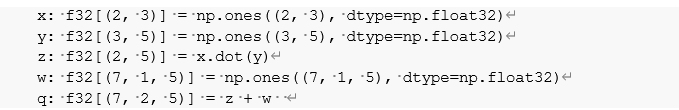 x: f32[(2, 3)] = np.ones((2, 3), dtype=np.float32)↵
y: f32[(3, 5)] = np.ones((3, 5), dtype=np.float32)↵
z: f32[(2, 5)] = x.dot(y)↵
w: f32[(7, 1, 5)] = np.ones((7, 1, 5), dtype=np.float32)↵
q: f32[(7, 2, 5)] = z + w ↵